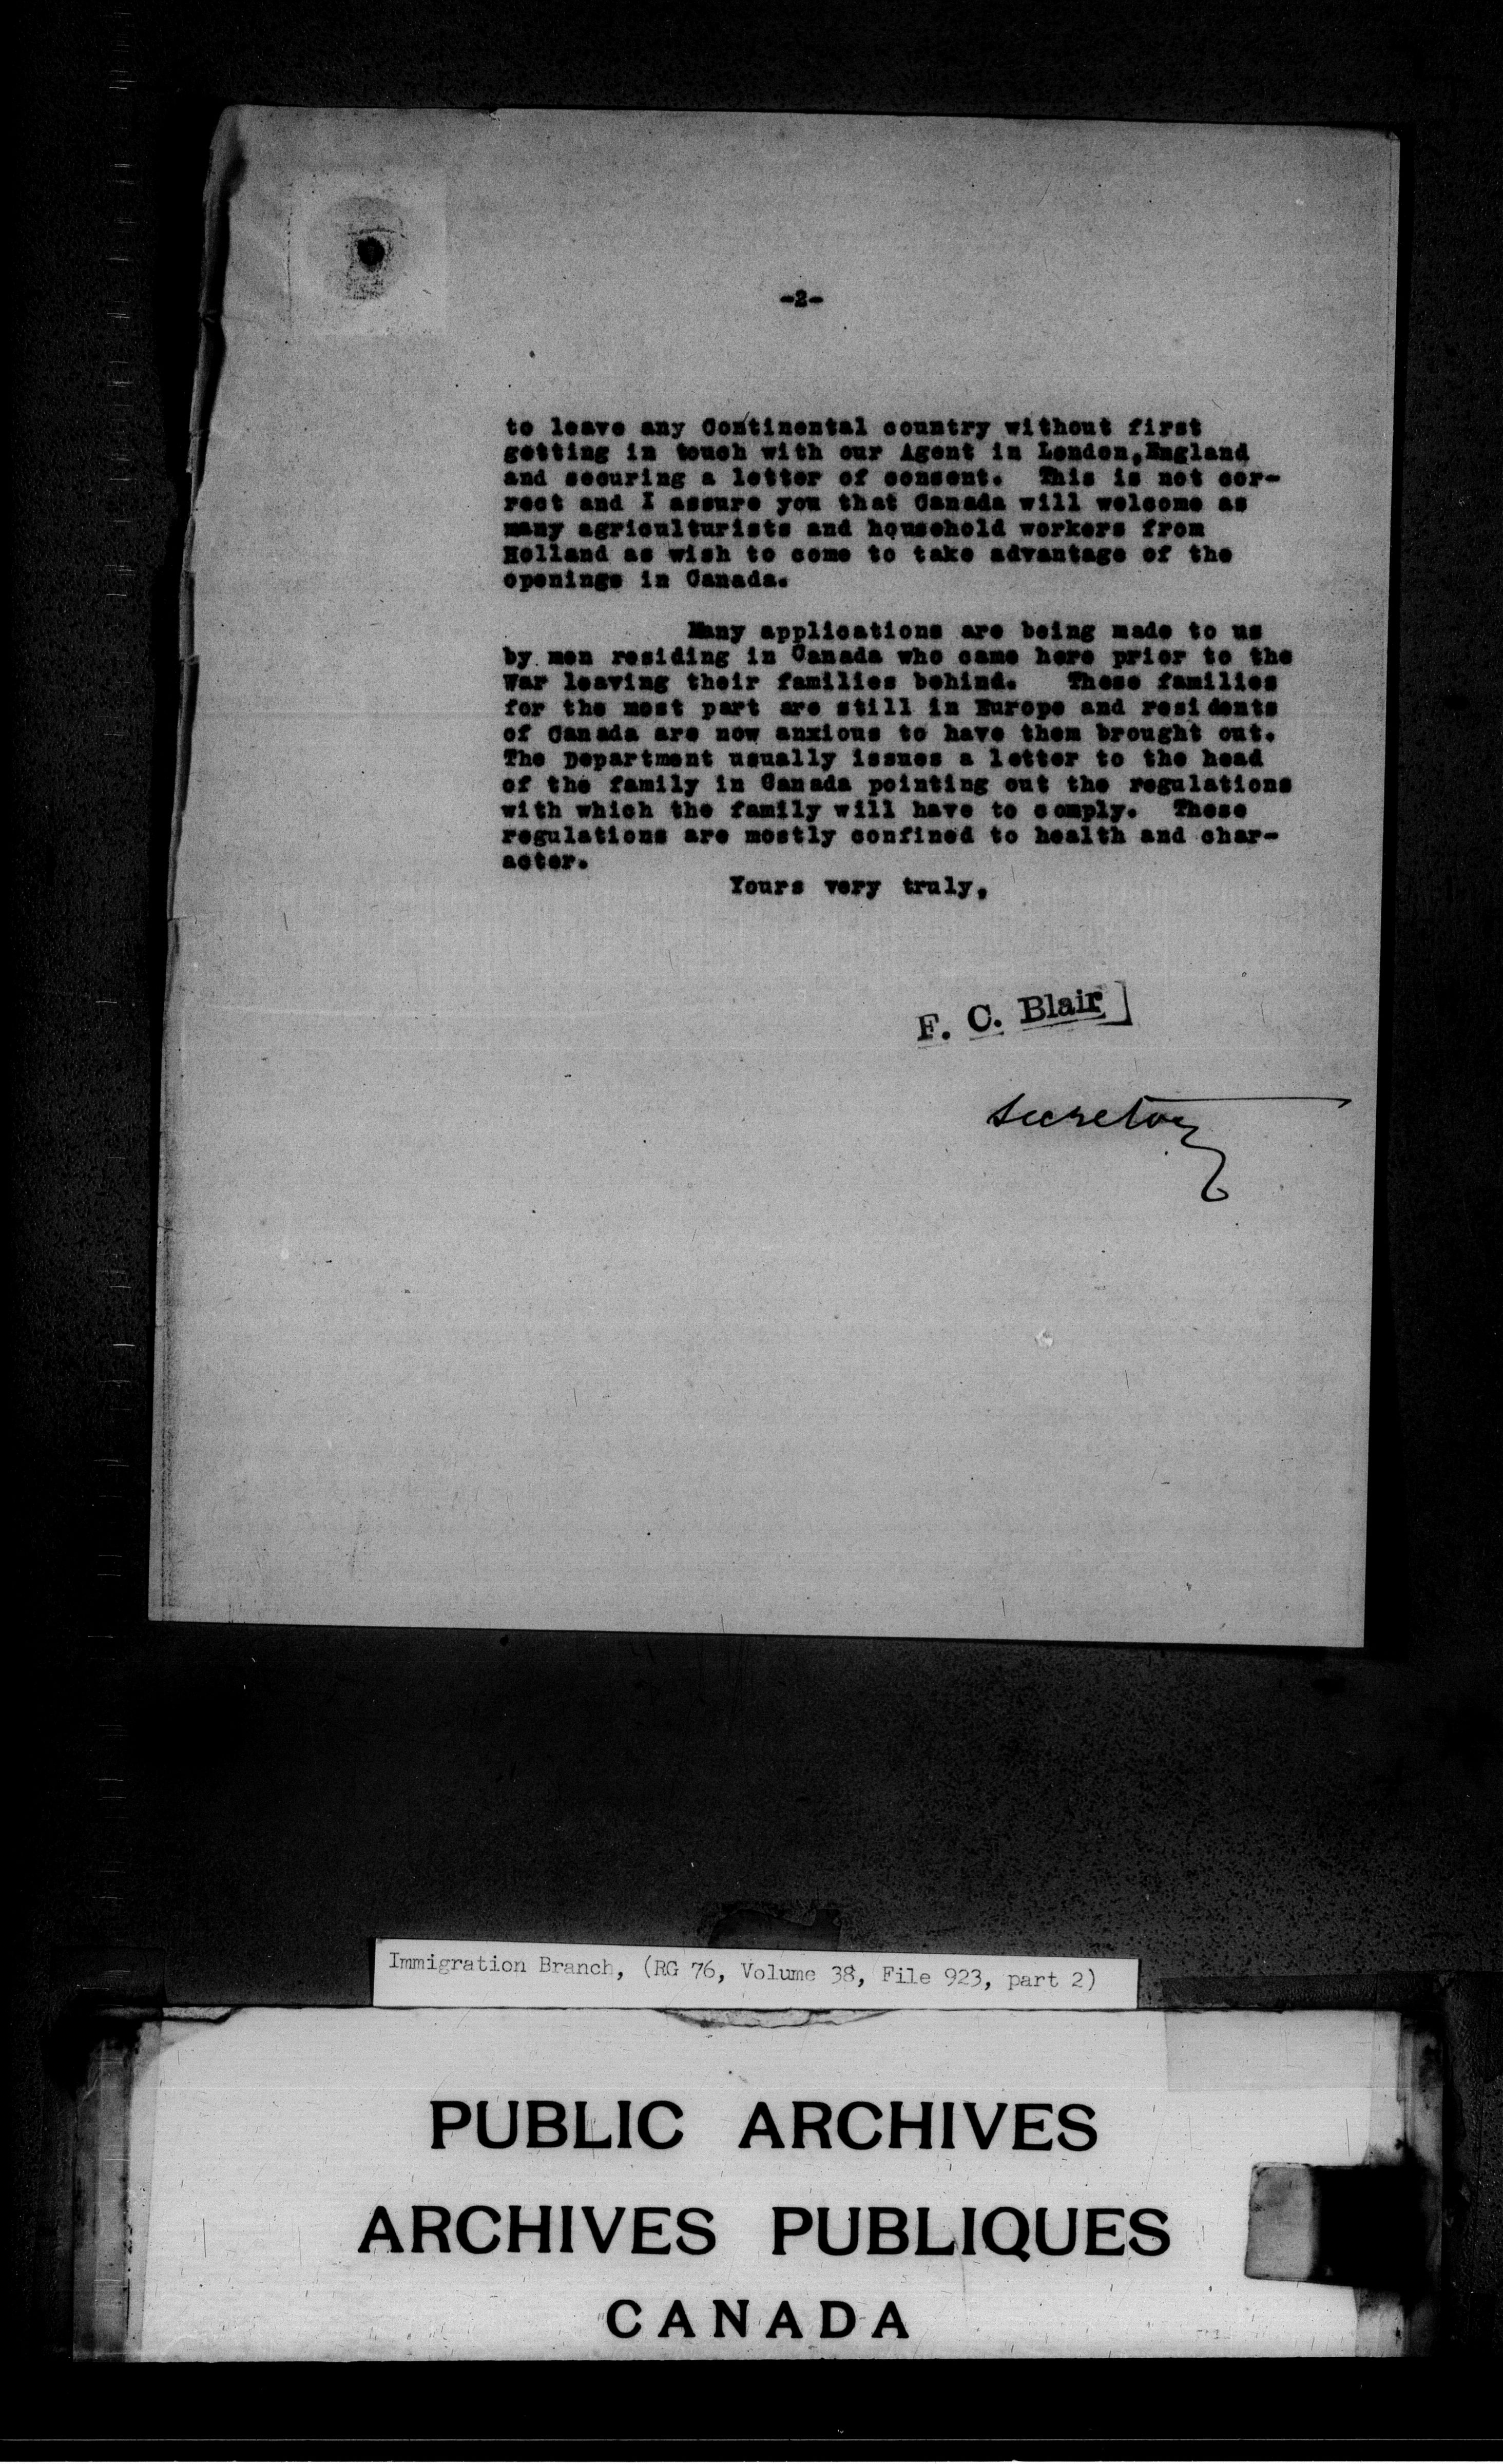 -2-
to leave any Continental country without first
getting in touch with our Agent in London,England
and securing a letter of consent. This is not cor-
rect and I assure you that Canada will welcome as
many agriculturists and household workers from
Holland as wish to come to take advantage of the
openings in Canada.
Many applications are being made to us
by men residing in Canada who came here prior to the
War leaving their families behind. These families
for the most part are still in Europe and residents
of Canada are now anxious to have them brought out.
The Department usually issues a letter to the head
of the family in Canada pointing out the regulations
with which the family will have to comply. These
regulations are mostly confined to health and char-
acter.
Yours very truly,
F. C. Blair
Secretary
Immigration Branch, (RG 76, Volume 38, File 923, part 2)
PUBLIC ARCHIVES
ARCHIVES PUBLIQUES
CANADA